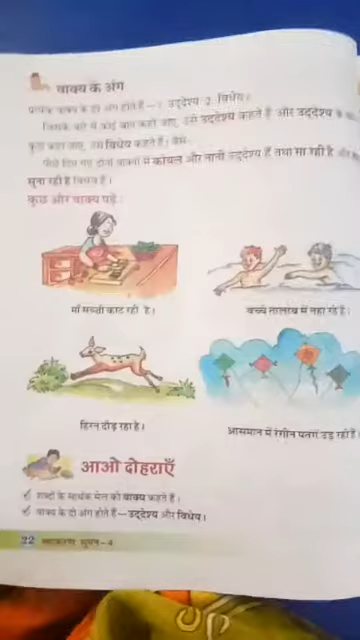 वाक्य के अंग
प्रत्येक वाक्य के दो अंग होते हैं—1. उद्देश्य 2. विधेय।
जिसके बारे में कोई बात कही जाए, उसे उद्देश्य कहते हैं और उद्देश्य के
कुछ कहा जाए, उसे विधेय कहते हैं। जैसे—
पीछे दिए गए दोनों वाक्यों में कोयल और नानी उद्देश्य हैं तथा गा रही है और
सुना रही है विधेय हैं।
कुछ और वाक्य पढ़ें
माँ सब्ज़ी काट रही है।
बच्चे तालाब में नहा रहे हैं।
हिरन दौड़ रहा है।
आसमान में रंगीन पतंगें उड़ रही हैं
आओ दोहराएँ
शब्दों के सार्थक मेल को वाक्य कहते हैं।
वाक्य के दो अंग होते हैं—उद्देश्य और विधेय।
22 व्याकरण सुमन-4